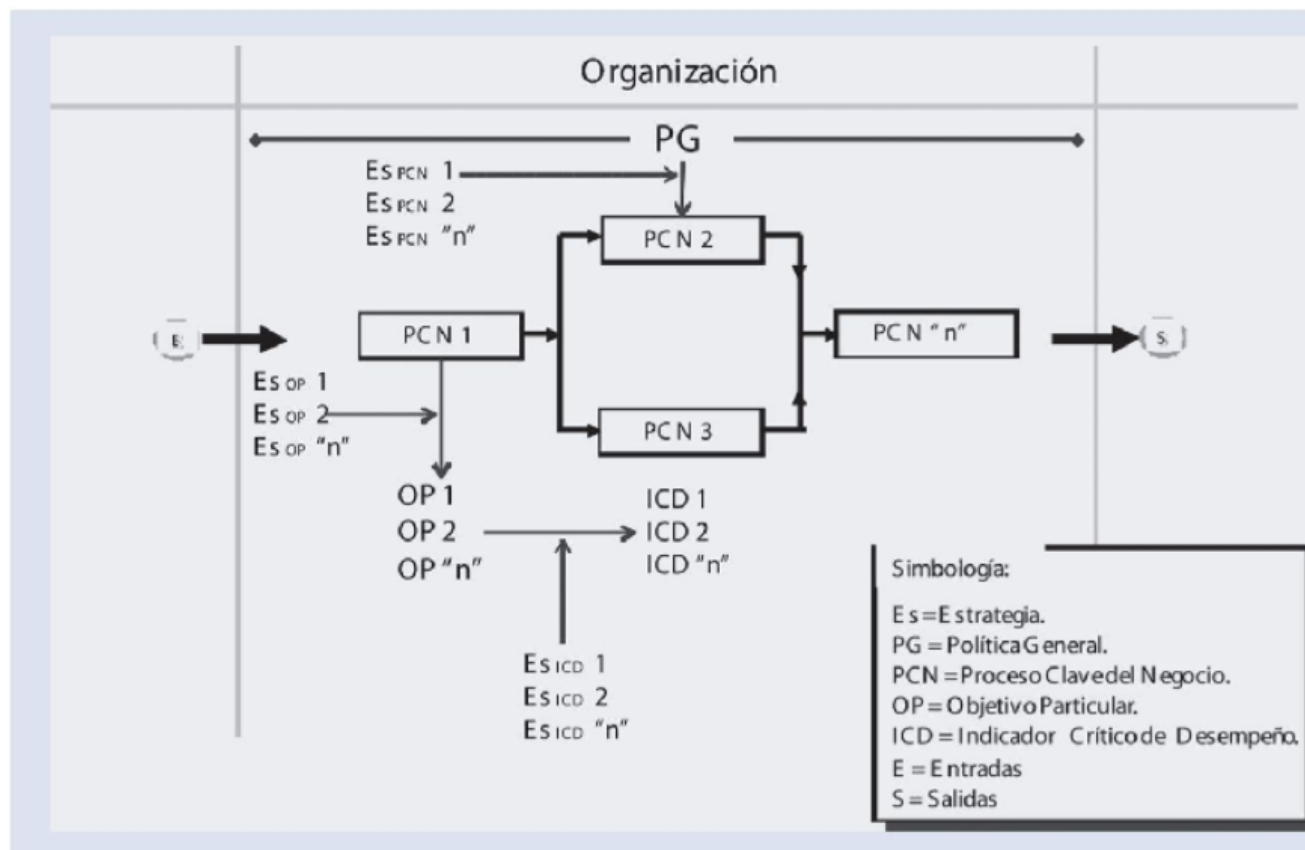 Organización
PG
Es PCN 1
Es PCN 2
Es PCN "n"
PCN 2
PCN 1
PCN "n"
E
S
Es OP 1
Es OP 2
Es OP "n"
PCN 3
OP 1
OP 2
OP "n"
ICD 1
ICD 2
ICD "n"
Es ICD 1
Es ICD 2
Es ICD "n"
Simbología:
Es=Estrategia.
PG = Política General.
PCN = Proceso Clave del Negocio.
OP = Objetivo Particular.
ICD = Indicador Crítico de Desempeño.
E = Entradas
S = Salidas